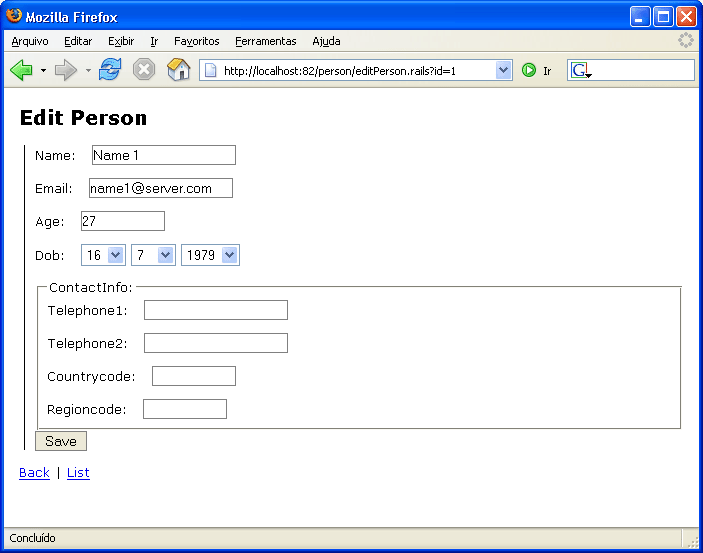 Mozilla Firefox
Arquivo Editar Exibir Ir Favoritos Ferramentas Ajuda
http://localhost:82/person/editPerson.rails?id=1 Ir G
Edit Person
Name: Name 1
Email: name1@server.com
Age: 27
Dob: 16 7 1979
ContactInfo:
Telephone1:
Telephone2:
Countrycode:
Regioncode:
Save
Back | List
Concluído